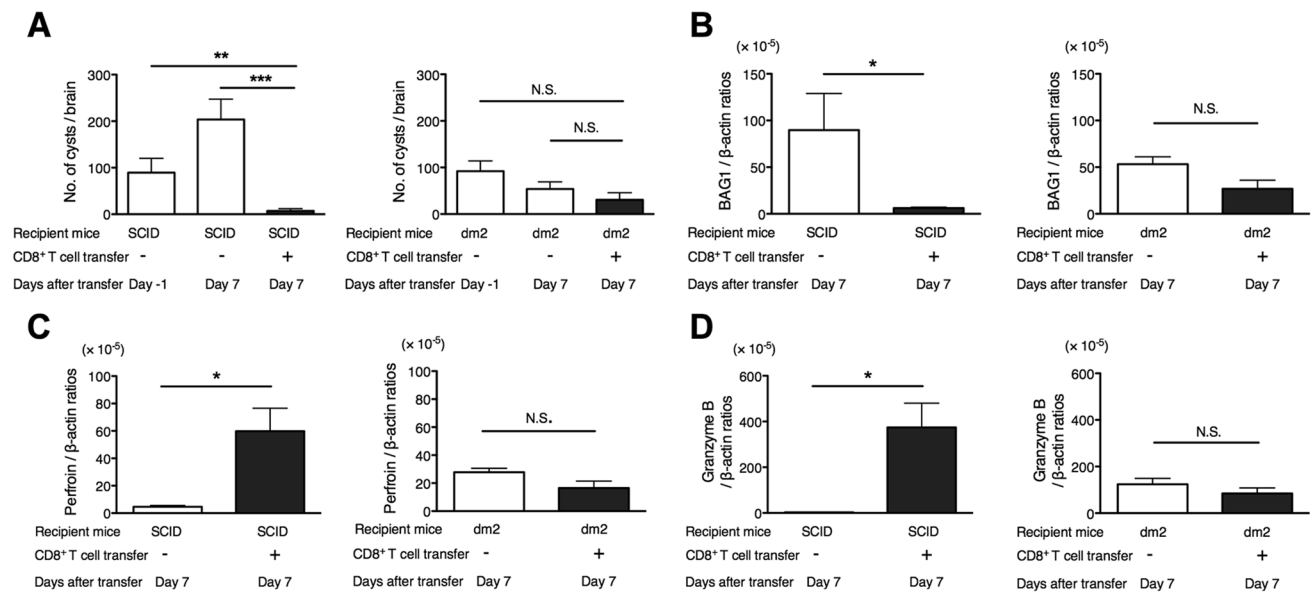 A
**
***
300
200
100
0
No. of cysts / brain
Recipient mice SCID SCID SCID
CD8+ T cell transfer - - +
Days after transfer Day -1 Day 7 Day 7
N.S.
N.S.
300
200
100
0
No. of cysts / brain
Recipient mice dm2 dm2 dm2
CD8+ T cell transfer - - +
Days after transfer Day -1 Day 7 Day 7
B
(× 10-5)
*
150
100
50
0
BAG1 / β-actin ratios
Recipient mice SCID SCID
CD8+ T cell transfer - +
Days after transfer Day 7 Day 7
(× 10-5)
N.S.
150
100
50
0
BAG1 / β-actin ratios
Recipient mice dm2 dm2
CD8+ T cell transfer - +
Days after transfer Day 7 Day 7
C
(× 10-5)
*
100
80
60
40
20
0
Perfroin / β-actin ratios
Recipient mice SCID SCID
CD8+ T cell transfer - +
Days after transfer Day 7 Day 7
(× 10-5)
N.S.
100
80
60
40
20
0
Perfroin / β-actin ratios
Recipient mice dm2 dm2
CD8+ T cell transfer - +
Days after transfer Day 7 Day 7
D
(× 10-5)
*
600
400
200
0
Granzyme B
/ β-actin ratios
Recipient mice SCID SCID
CD8+ T cell transfer - +
Days after transfer Day 7 Day 7
(× 10-5)
N.S.
600
400
200
0
Granzyme B
/ β-actin ratios
Recipient mice dm2 dm2
CD8+ T cell transfer - +
Days after transfer Day 7 Day 7